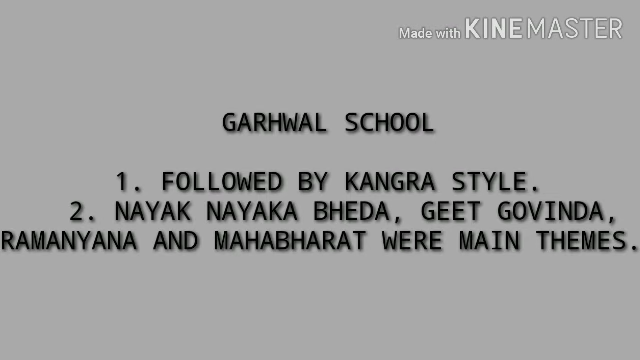 Made with KINEMASTER
GARHWAL SCHOOL
1. FOLLOWED BY KANGRA STYLE.
2. NAYAK NAYAKA BHEDA, GEET GOVINDA,
RAMANYANA AND MAHABHARAT WERE MAIN THEMES.